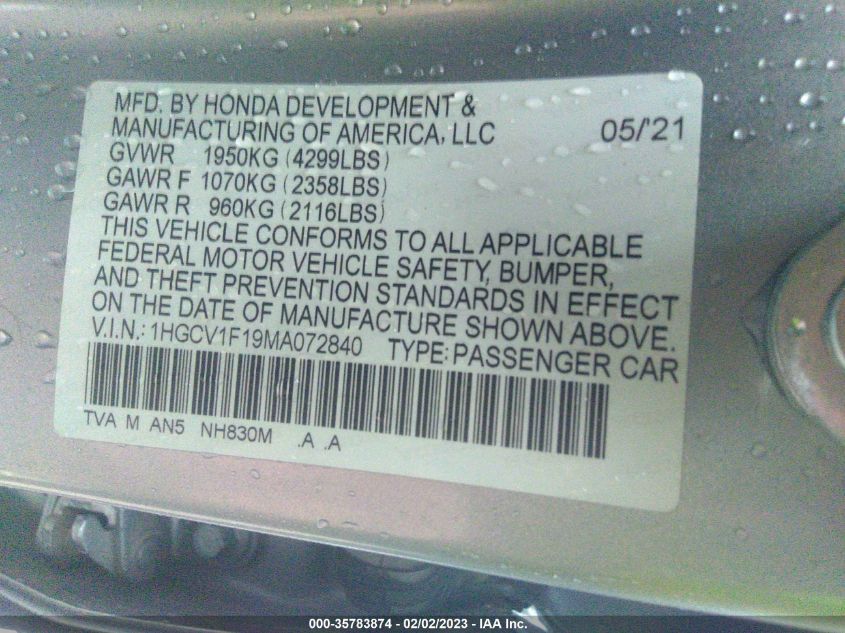 MFD. BY HONDA DEVELOPMENT &
MANUFACTURING OF AMERICA, LLC 05/'21
GVWR 1950KG (4299LBS)
GAWR F 1070KG (2358LBS)
GAWR R 960KG (2116LBS)
THIS VEHICLE CONFORMS TO ALL APPLICABLE
FEDERAL MOTOR VEHICLE SAFETY, BUMPER,
AND THEFT PREVENTION STANDARDS IN EFFECT
ON THE DATE OF MANUFACTURE SHOWN ABOVE.
V.I.N.: 1HGCV1F19MA072840 TYPE: PASSENGER CAR
TVA M AN5 NH830M .A .A
000-35783874 - 02/02/2023 - IAA Inc.